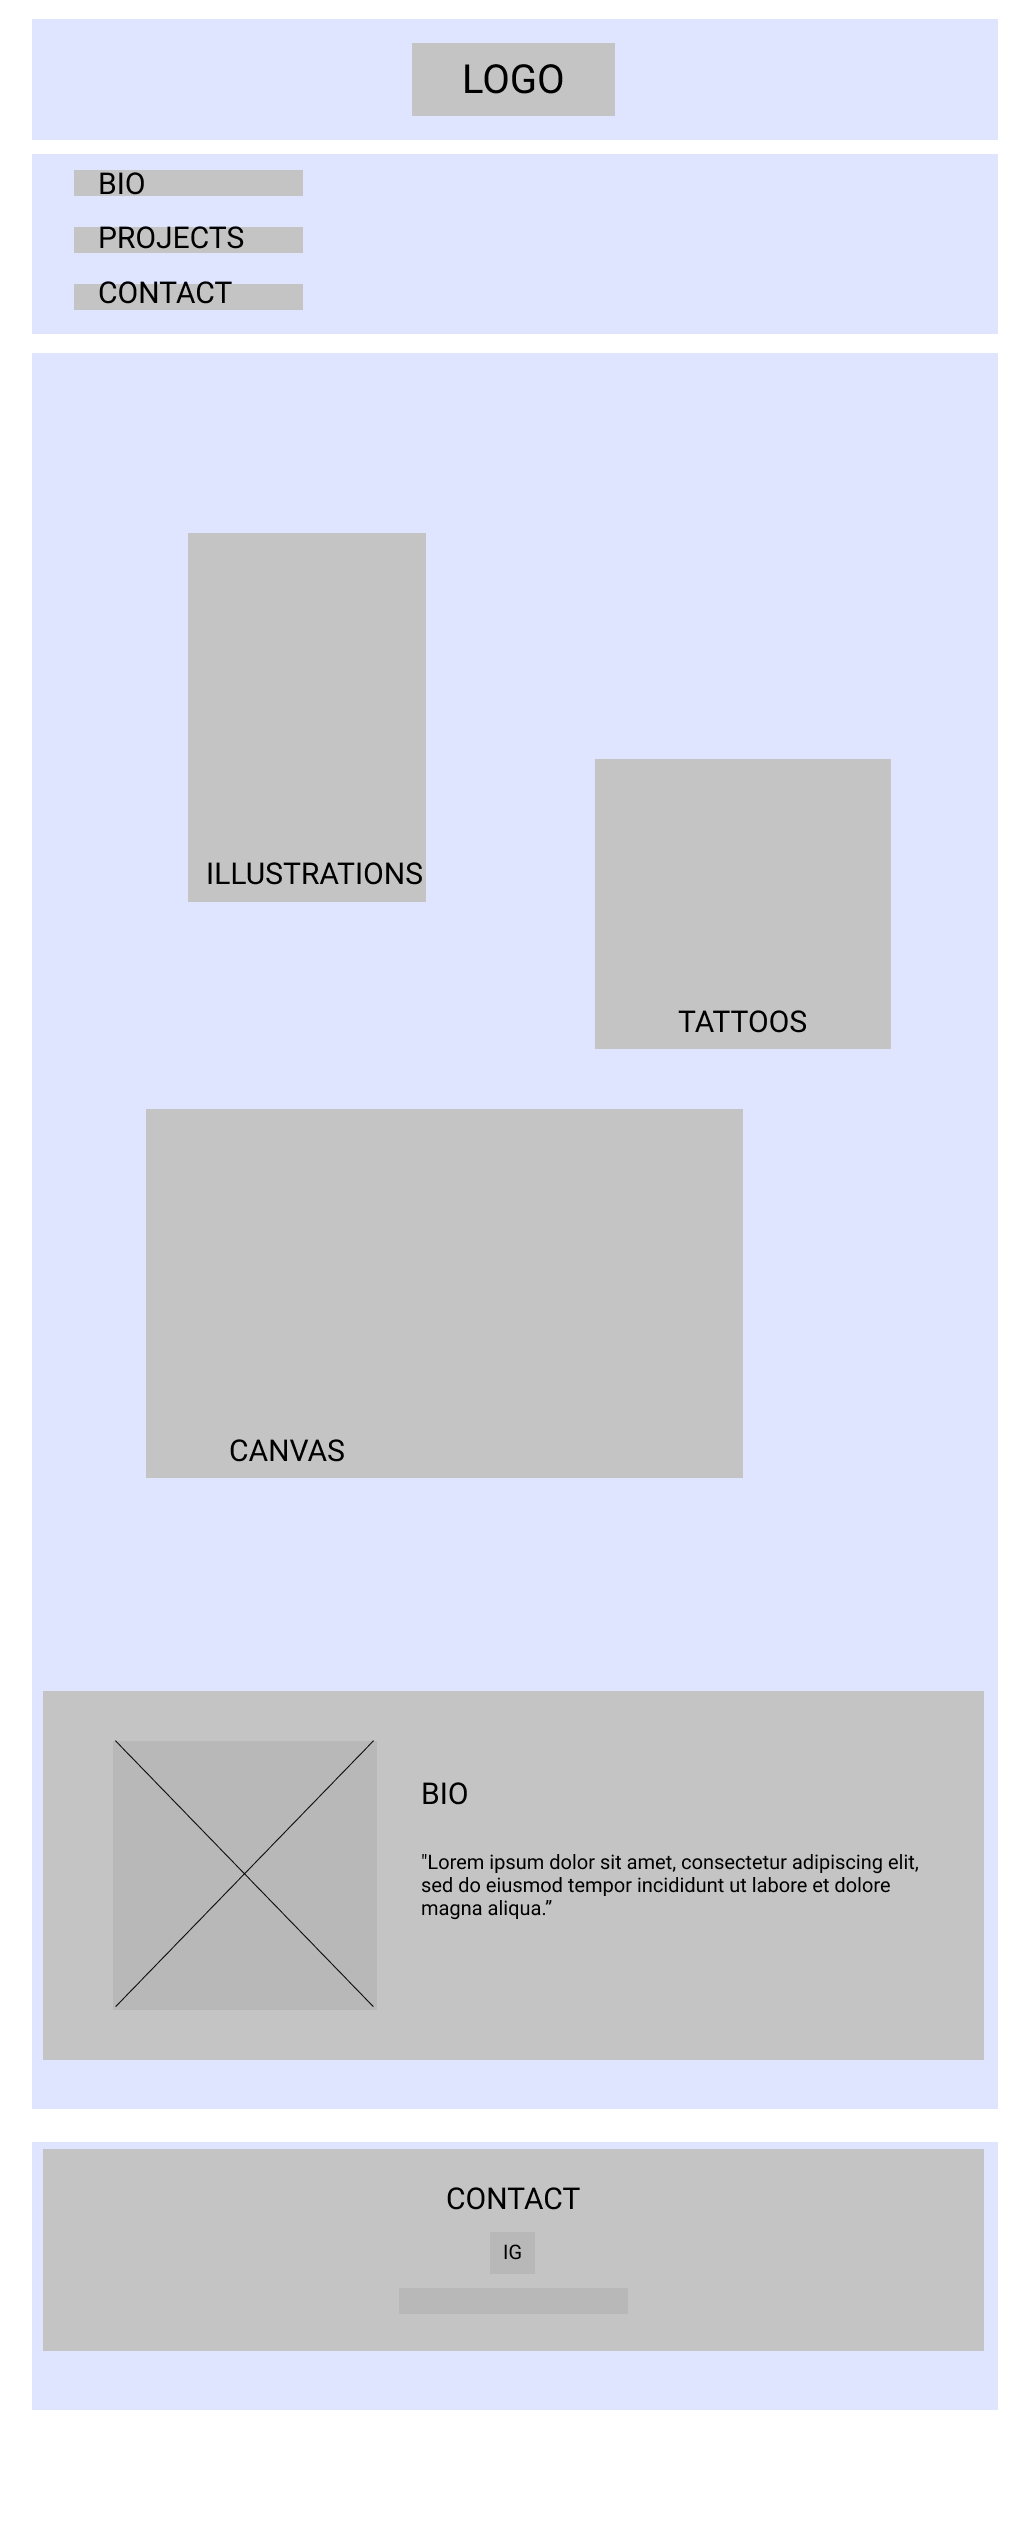 LOGO
BIO
PROJECTS
CONTACT
ILLUSTRATIONS
TATTOOS
CANVAS
BIO
"Lorem ipsum dolor sit amet, consectetur adipiscing elit,
sed do eiusmod tempor incididunt ut labore et dolore
magna aliqua.”
CONTACT
IG